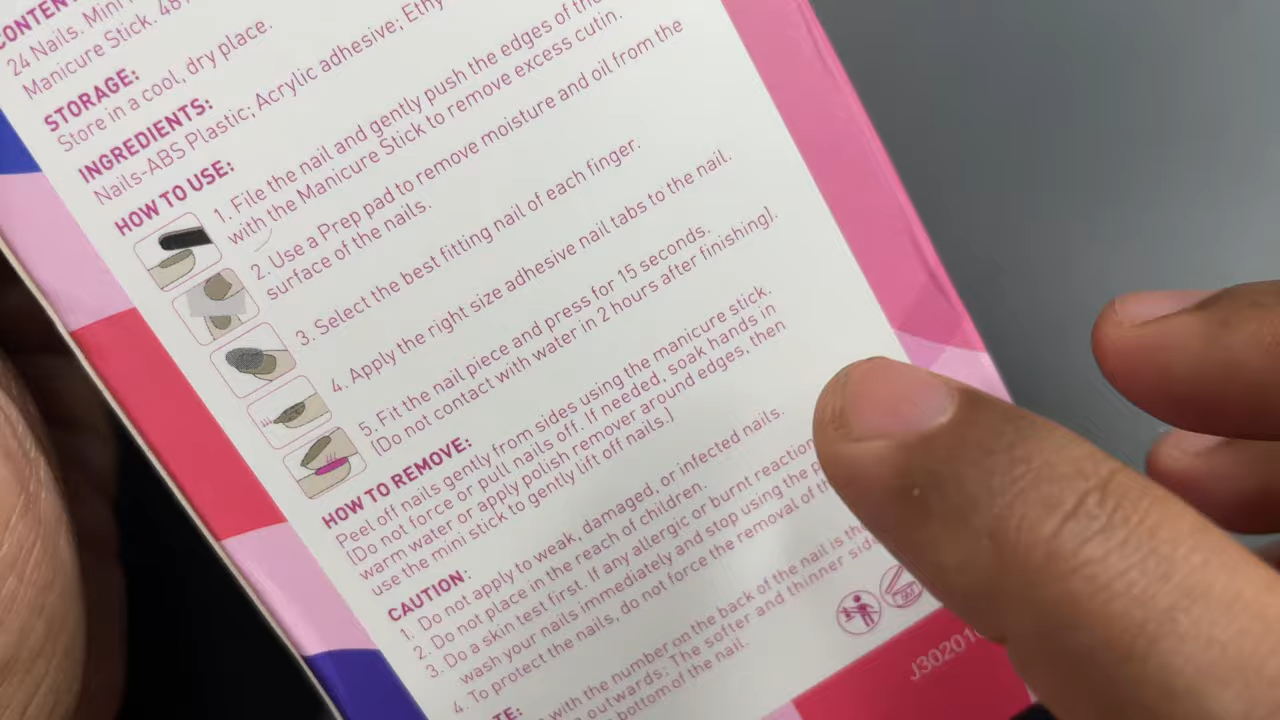 24 Nails. Mini
Manicure Stick. 48
STORAGE:
Store in a cool, dry place.
INGREDIENTS:
Nails-ABS Plastic; Acrylic adhesive; Ethy
HOW TO USE:
1. File the nail and gently push the edges of the
with the Manicure Stick to remove excess cutin.
2. Use a Prep pad to remove moisture and oil from the
surface of the nails.
3. Select the best fitting nail of each finger.
4. Apply the right size adhesive nail tabs to the nail.
5. Fit the nail piece and press for 15 seconds.
(Do not contact with water in 2 hours after finishing).
HOW TO REMOVE:
Peel off nails gently from sides using the manicure stick.
(Do not force or pull nails off. If needed, soak hands in
warm water or apply polish remover around edges, then
use the mini stick to gently lift off nails.)
CAUTION:
1. Do not apply to weak, damaged, or infected nails.
2. Do not place in the reach of children.
3. Do a skin test first. If any allergic or burnt reaction
wash your nails immediately and stop using the
4. To protect the nails, do not force the removal of
with the number on the back of the nail is the
outwards; The softer and thinner side
bottom of the nail.
J30201